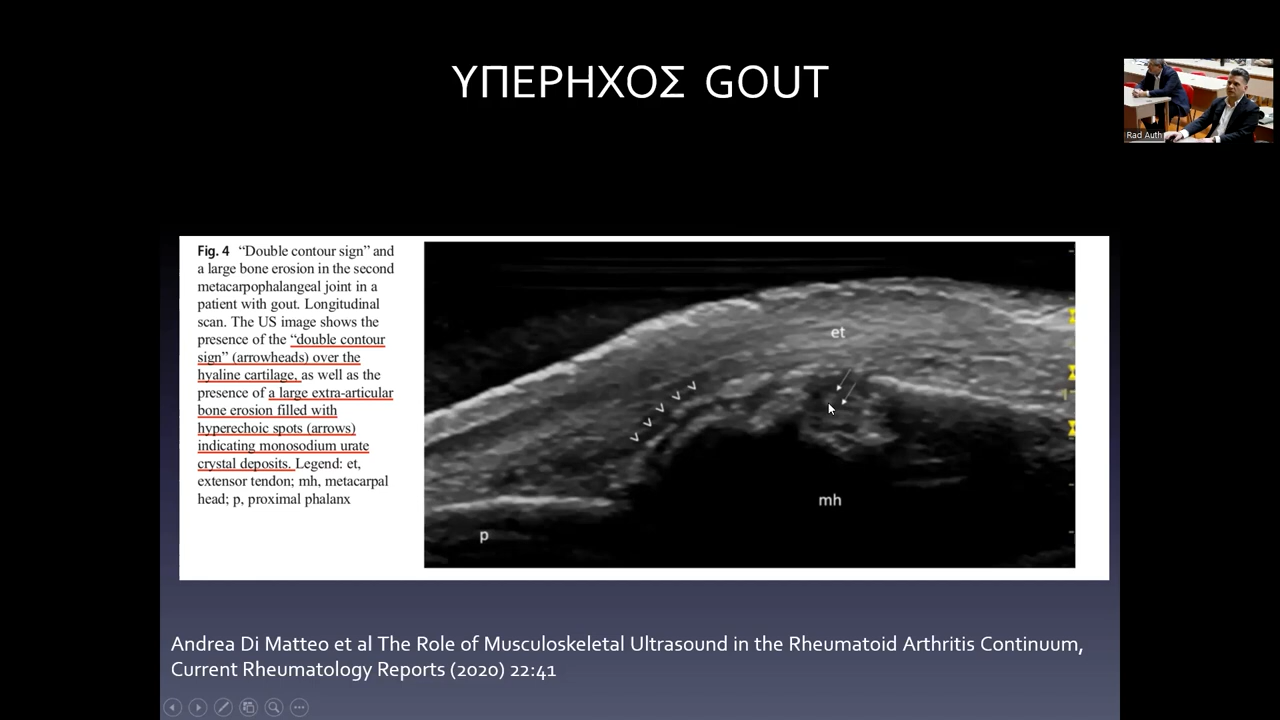 ΥΠΕΡΗΧΟΣ GOUT
Rad Auth
Fig. 4 “Double contour sign” and
a large bone erosion in the second
metacarpophalangeal joint in a
patient with gout. Longitudinal
scan. The US image shows the
presence of the “double contour
sign” (arrowheads) over the
hyaline cartilage, as well as the
presence of a large extra-articular
bone erosion filled with
hyperechoic spots (arrows)
indicating monosodium urate
crystal deposits. Legend: et,
extensor tendon; mh, metacarpal
head; p, proximal phalanx
et
mh
p
Andrea Di Matteo et al The Role of Musculoskeletal Ultrasound in the Rheumatoid Arthritis Continuum,
Current Rheumatology Reports (2020) 22:41